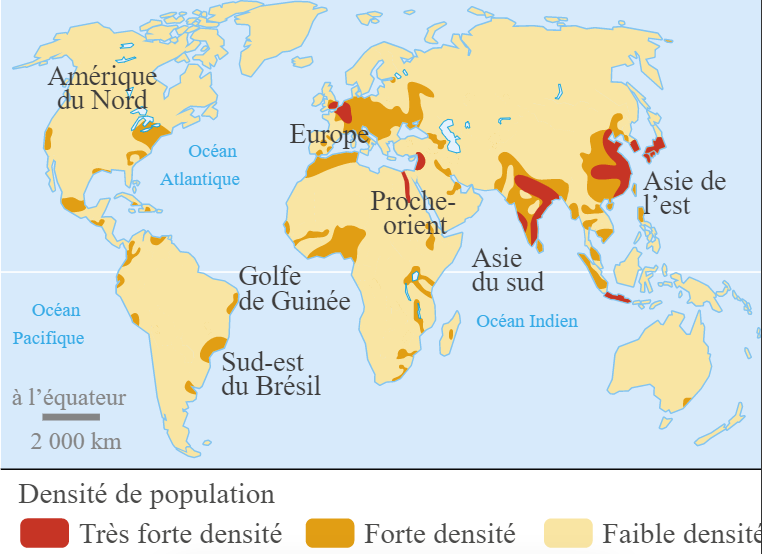 Amérique
du Nord
Europe
Océan
Atlantique
Proche-
orient
Asie de
l’est
Asie
du sud
Golfe
de Guinée
Océan
Pacifique
Océan Indien
Sud-est
du Brésil
à l’équateur
2 000 km
Densité de population
Très forte densité
Forte densité
Faible densité